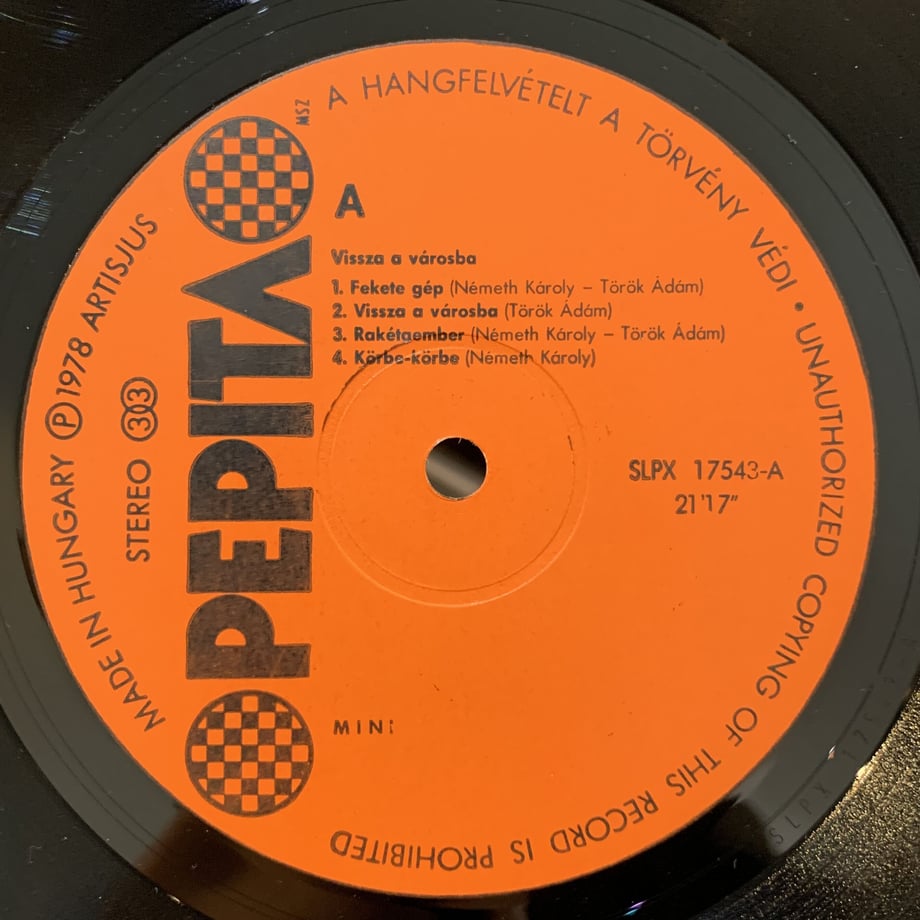 A HANGFELVÉTELT A TÖRVÉNY VÉDI • UNAUTHORIZED COPYING OF THIS RECORD IS PROHIBITED
MADE IN HUNGARY Ⓟ 1978 ARTISJUS
STEREO 33
PEPITA
MSZ
A
Vissza a városba
1. Fekete gép (Németh Károly – Török Ádám)
2. Vissza a városba (Török Ádám)
3. Rakétaember (Németh Károly – Török Ádám)
4. Körbe-körbe (Németh Károly)
SLPX 17543-A
21'17"
MINI
SLPX